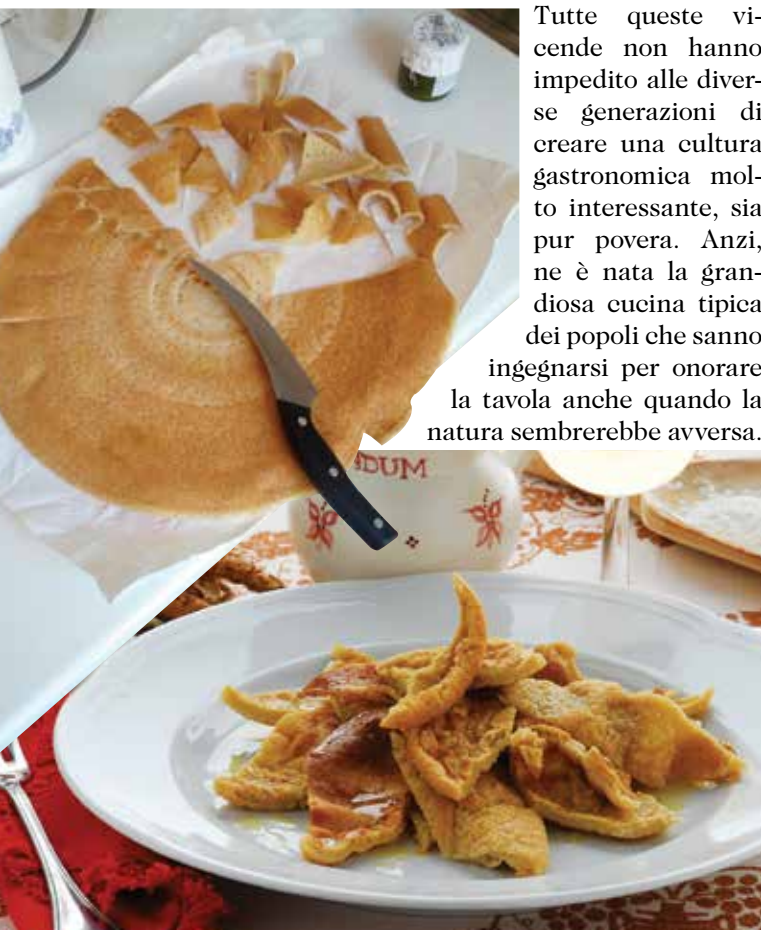 Tutte queste vi-
cende non hanno
impedito alle diver-
se generazioni di
creare una cultura
gastronomica mol-
to interessante, sia
pur povera. Anzi,
ne è nata la gran-
diosa cucina tipica
dei popoli che sanno
ingegnarsi per onorare
la tavola anche quando la
natura sembrerebbe avversa.